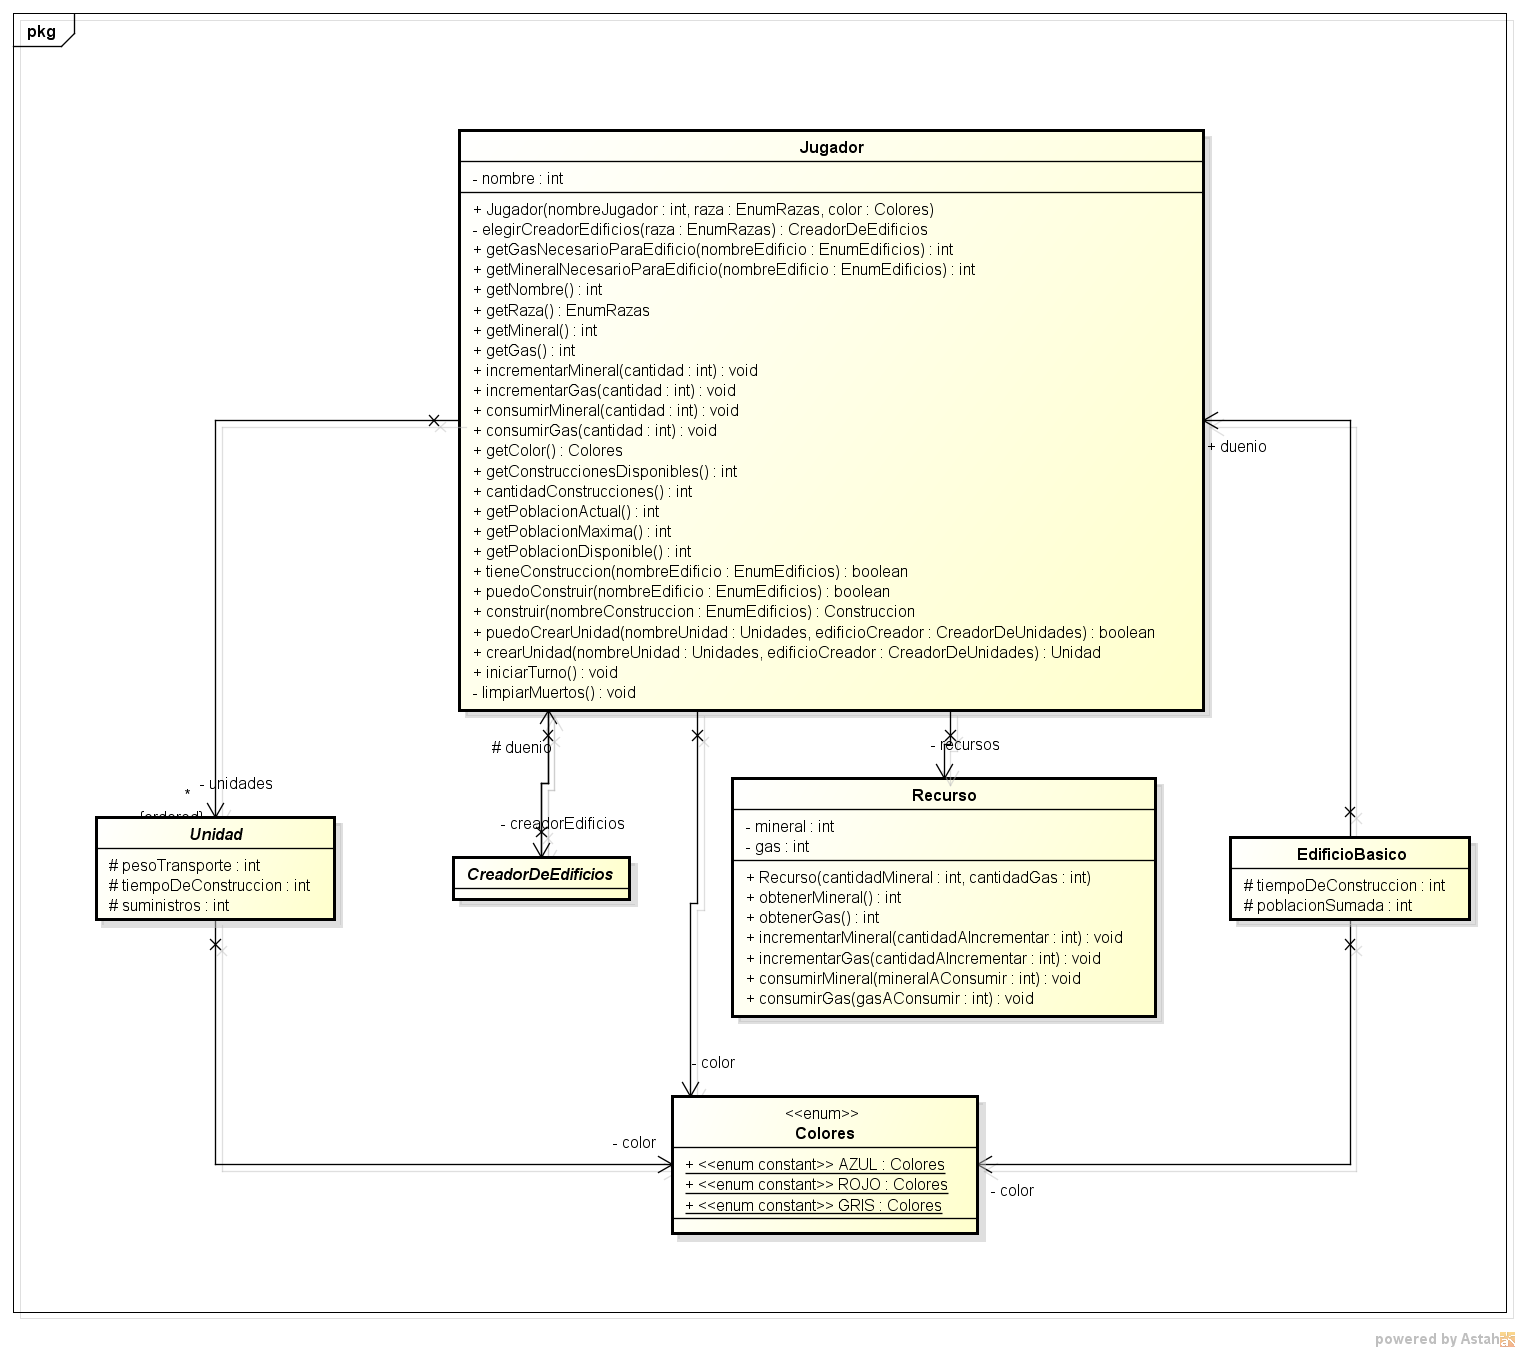 pkg
Jugador
- nombre : int
+ Jugador(nombreJugador : int, raza : EnumRazas, color : Colores)
- elegirCreadorEdificios(raza : EnumRazas) : CreadorDeEdificios
+ getGasNecesarioParaEdificio(nombreEdificio : EnumEdificios) : int
+ getMineralNecesarioParaEdificio(nombreEdificio : EnumEdificios) : int
+ getNombre() : int
+ getRaza() : EnumRazas
+ getMineral() : int
+ getGas() : int
+ incrementarMineral(cantidad : int) : void
+ incrementarGas(cantidad : int) : void
+ consumirMineral(cantidad : int) : void
+ consumirGas(cantidad : int) : void
+ getColor() : Colores
+ getConstruccionesDisponibles() : int
+ cantidadConstrucciones() : int
+ getPoblacionActual() : int
+ getPoblacionMaxima() : int
+ getPoblacionDisponible() : int
+ tieneConstruccion(nombreEdificio : EnumEdificios) : boolean
+ puedoConstruir(nombreEdificio : EnumEdificios) : boolean
+ construir(nombreConstruccion : EnumEdificios) : Construccion
+ puedoCrearUnidad(nombreUnidad : Unidades, edificioCreador : CreadorDeUnidades) : boolean
+ crearUnidad(nombreUnidad : Unidades, edificioCreador : CreadorDeUnidades) : Unidad
+ iniciarTurno() : void
- limpiarMuertos() : void
+ duenio
# duenio
- recursos
- unidades
*
{ordered}
- creadorEdificios
Unidad
# pesoTransporte : int
# tiempoDeConstruccion : int
# suministros : int
CreadorDeEdificios
Recurso
- mineral : int
- gas : int
+ Recurso(cantidadMineral : int, cantidadGas : int)
+ obtenerMineral() : int
+ obtenerGas() : int
+ incrementarMineral(cantidadAIncrementar : int) : void
+ incrementarGas(cantidadAIncrementar : int) : void
+ consumirMineral(mineralAConsumir : int) : void
+ consumirGas(gasAConsumir : int) : void
EdificioBasico
# tiempoDeConstruccion : int
# poblacionSumada : int
- color
- color
- color
<<enum>>
Colores
+ <<enum constant>> AZUL : Colores
+ <<enum constant>> ROJO : Colores
+ <<enum constant>> GRIS : Colores
powered by Astah